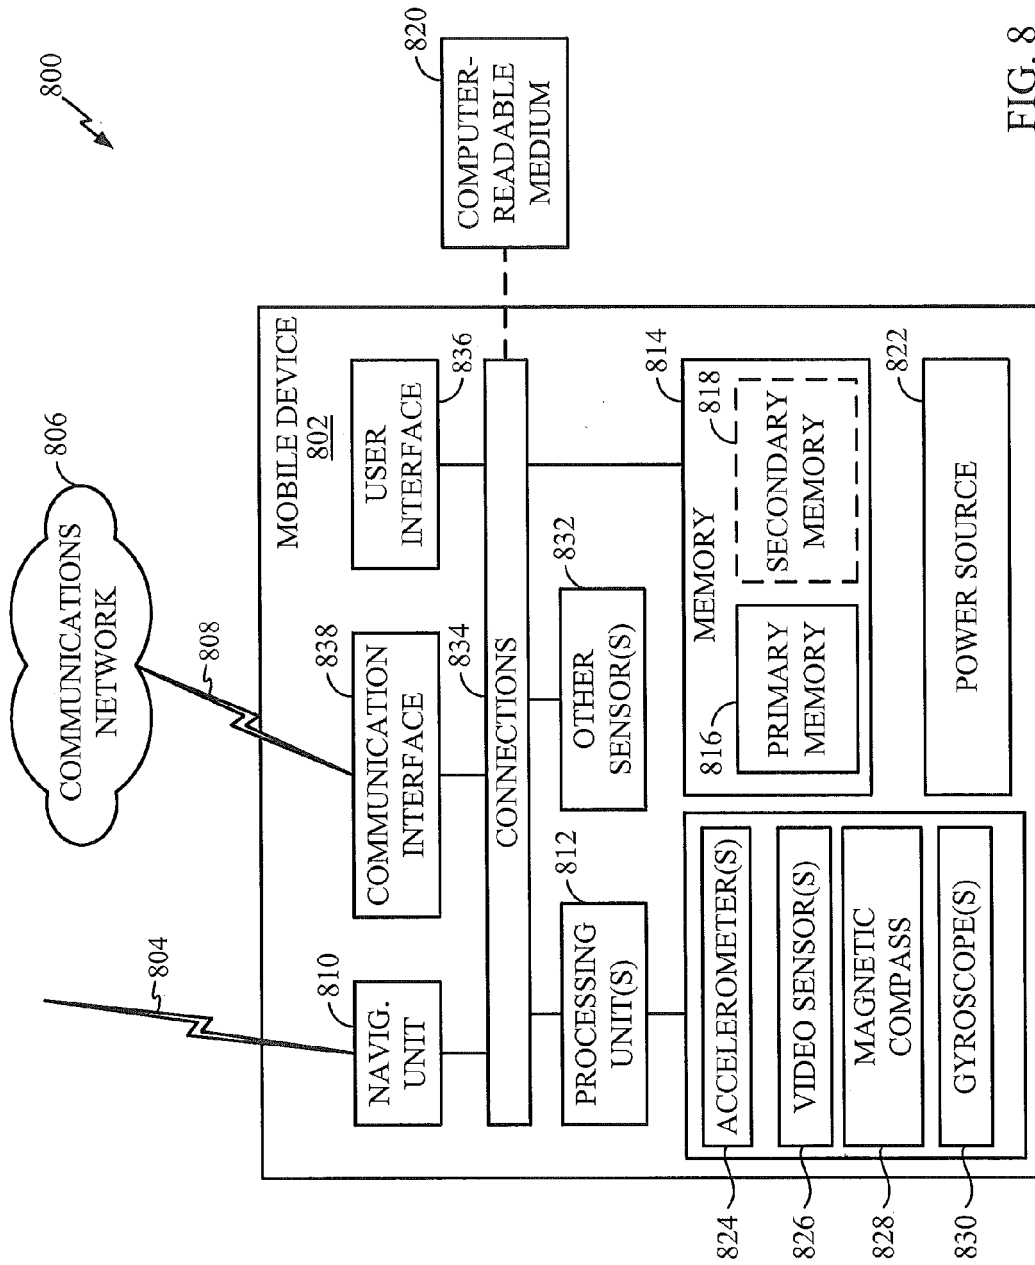 800
COMMUNICATIONS
NETWORK
806
804
808
MOBILE DEVICE
802
NAVIG.
UNIT
810
COMMUNICATION
INTERFACE
838
USER
INTERFACE
836
CONNECTIONS
834
COMPUTER-
READABLE
MEDIUM
820
PROCESSING
UNIT(S)
812
OTHER
SENSOR(S)
832
MEMORY
814
816
PRIMARY
MEMORY
818
SECONDARY
MEMORY
824
ACCELEROMETER(S)
826
VIDEO SENSOR(S)
828
MAGNETIC
COMPASS
830
GYROSCOPE(S)
POWER SOURCE
822
FIG. 8